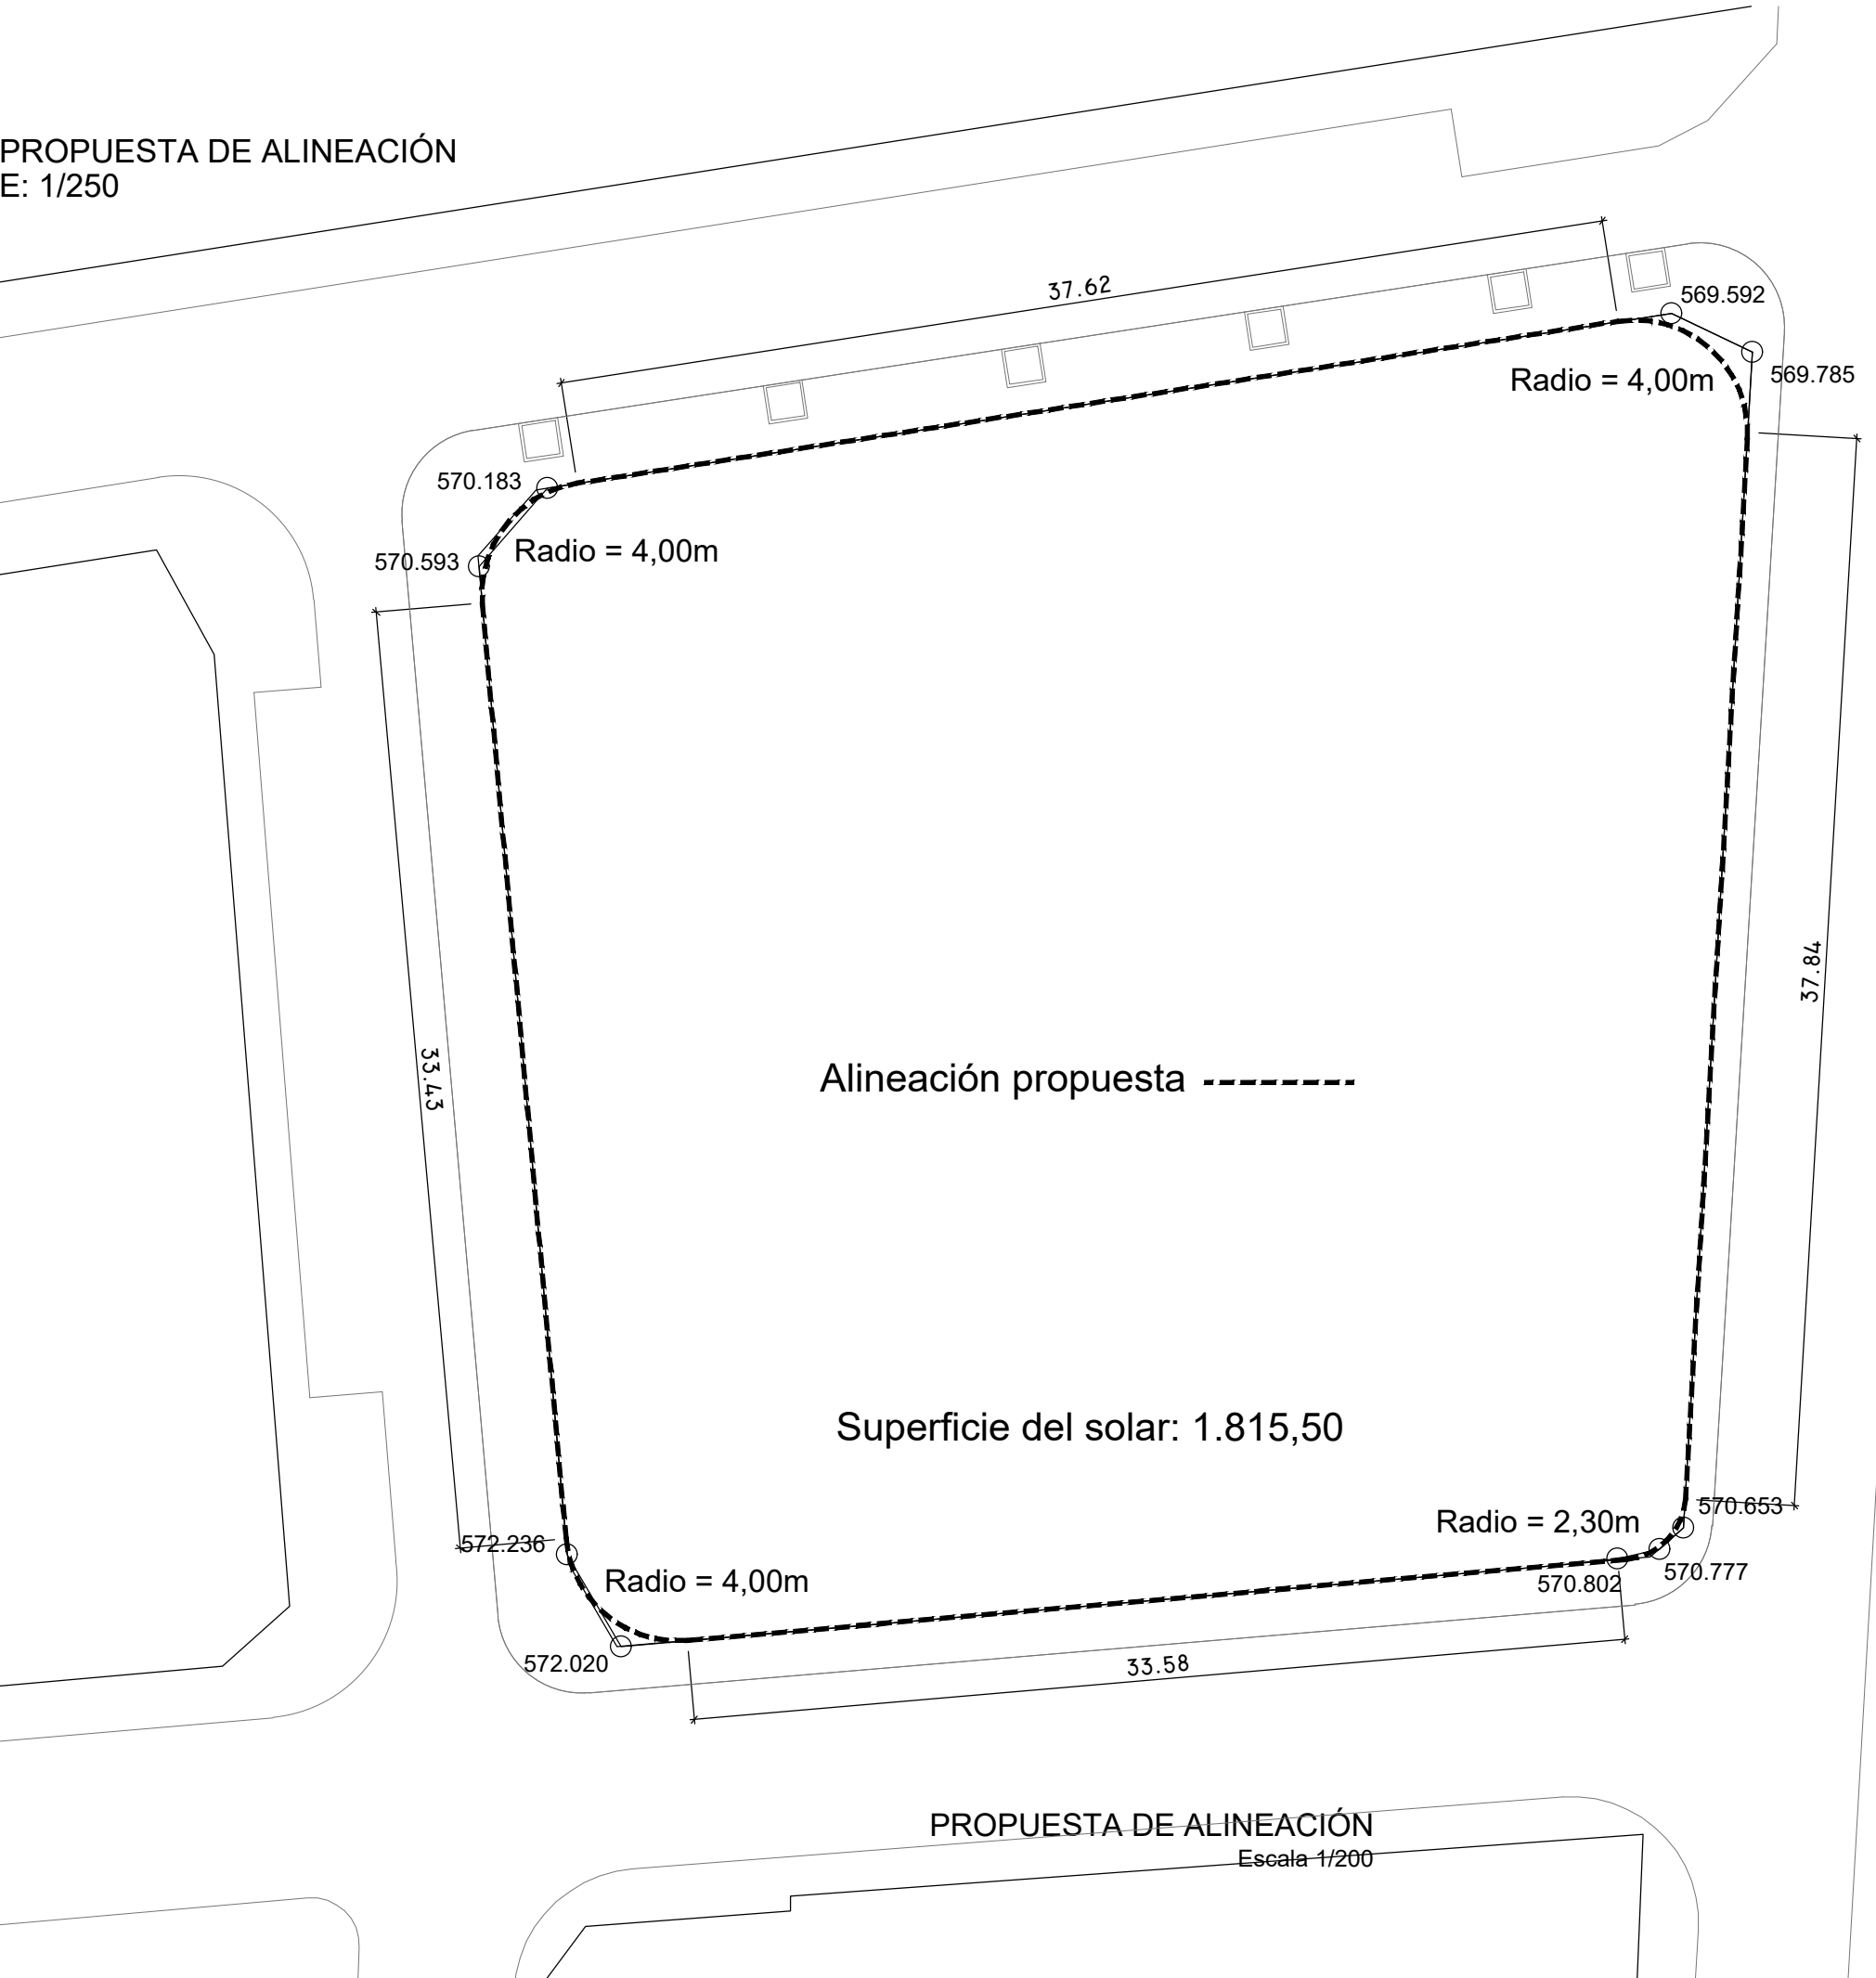 PROPUESTA DE ALINEACIÓN
E: 1/250
37.62
569.592
569.785
Radio = 4,00m
570.183
Radio = 4,00m
570.593
37.84
33.43
Alineación propuesta
Superficie del solar: 1.815,50
570.653
Radio = 2,30m
572.236
570.777
570.802
Radio = 4,00m
572.020
33.58
PROPUESTA DE ALINEACIÓN
Escala 1/200